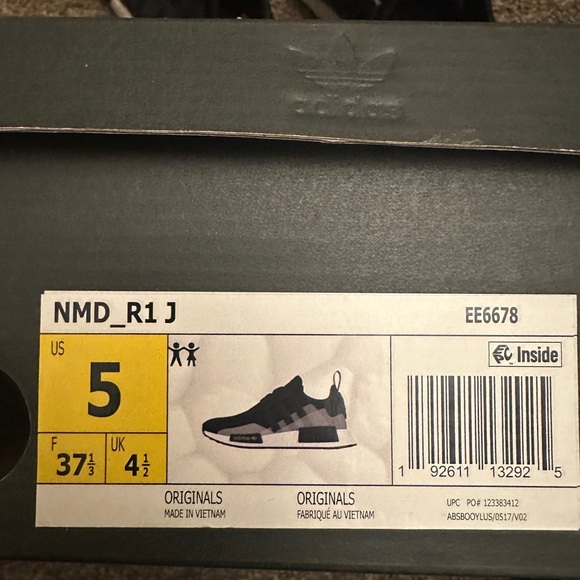 adidas
NMD_R1 J
EE6678
US
5
F
37⅓
UK
4½
EC™ Inside
1 92611 13292 5
ORIGINALS
MADE IN VIETNAM
ORIGINALS
FABRIQUÉ AU VIETNAM
UPC PO# 123383412
ABSBOOYLUS/0517/V02